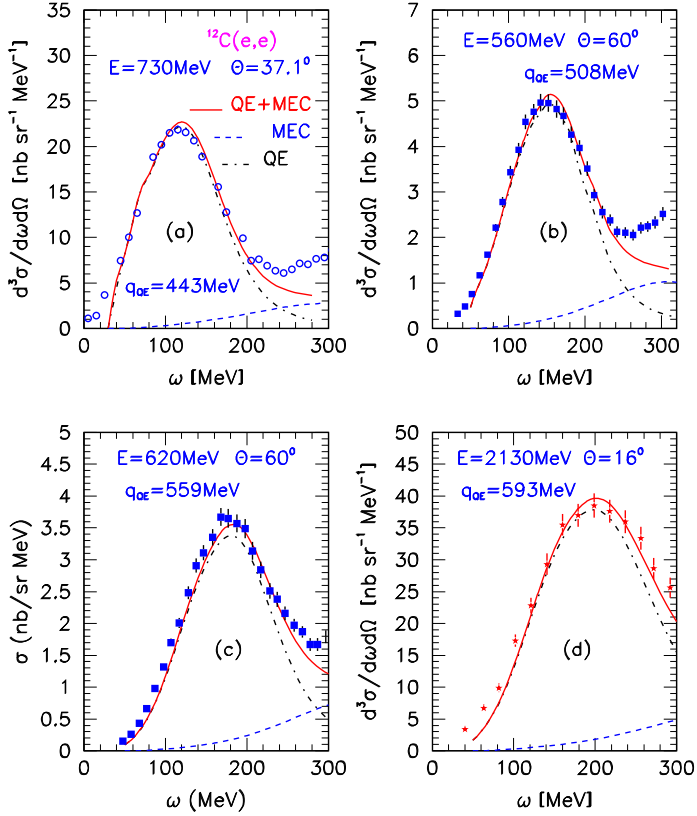 35
30
25
20
15
10
5
0
¹²C(e,e)
E=730MeV Θ=37.1⁰
QE+MEC
MEC
QE
(a)
q_QE=443MeV
0 100 200 300
ω [MeV]
d³σ/dωdΩ [nb sr⁻¹ MeV⁻¹]
7
6
5
4
3
2
1
0
E=560MeV Θ=60⁰
q_QE=508MeV
(b)
0 100 200 300
ω [MeV]
d³σ/dωdΩ [nb sr⁻¹ MeV⁻¹]
5
4.5
4
3.5
3
2.5
2
1.5
1
0.5
0
E=620MeV Θ=60⁰
q_QE=559MeV
(c)
0 100 200 300
ω (MeV)
σ (nb/sr MeV)
50
45
40
35
30
25
20
15
10
5
0
E=2130MeV Θ=16⁰
q_QE=593MeV
(d)
0 100 200 300
ω [MeV]
d³σ/dωdΩ [nb sr⁻¹ MeV⁻¹]